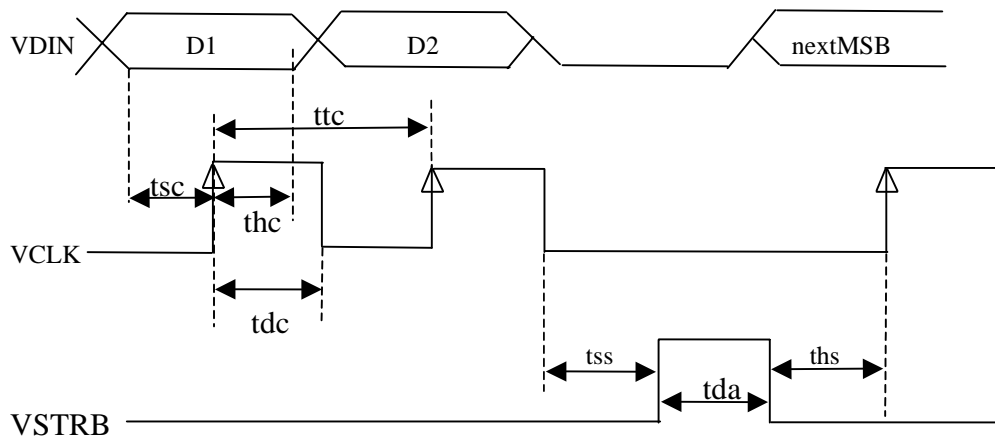 VDIN D1 D2 nextMSB
ttc
tsc
thc
VCLK
tdc
tss ths
tda
VSTRB